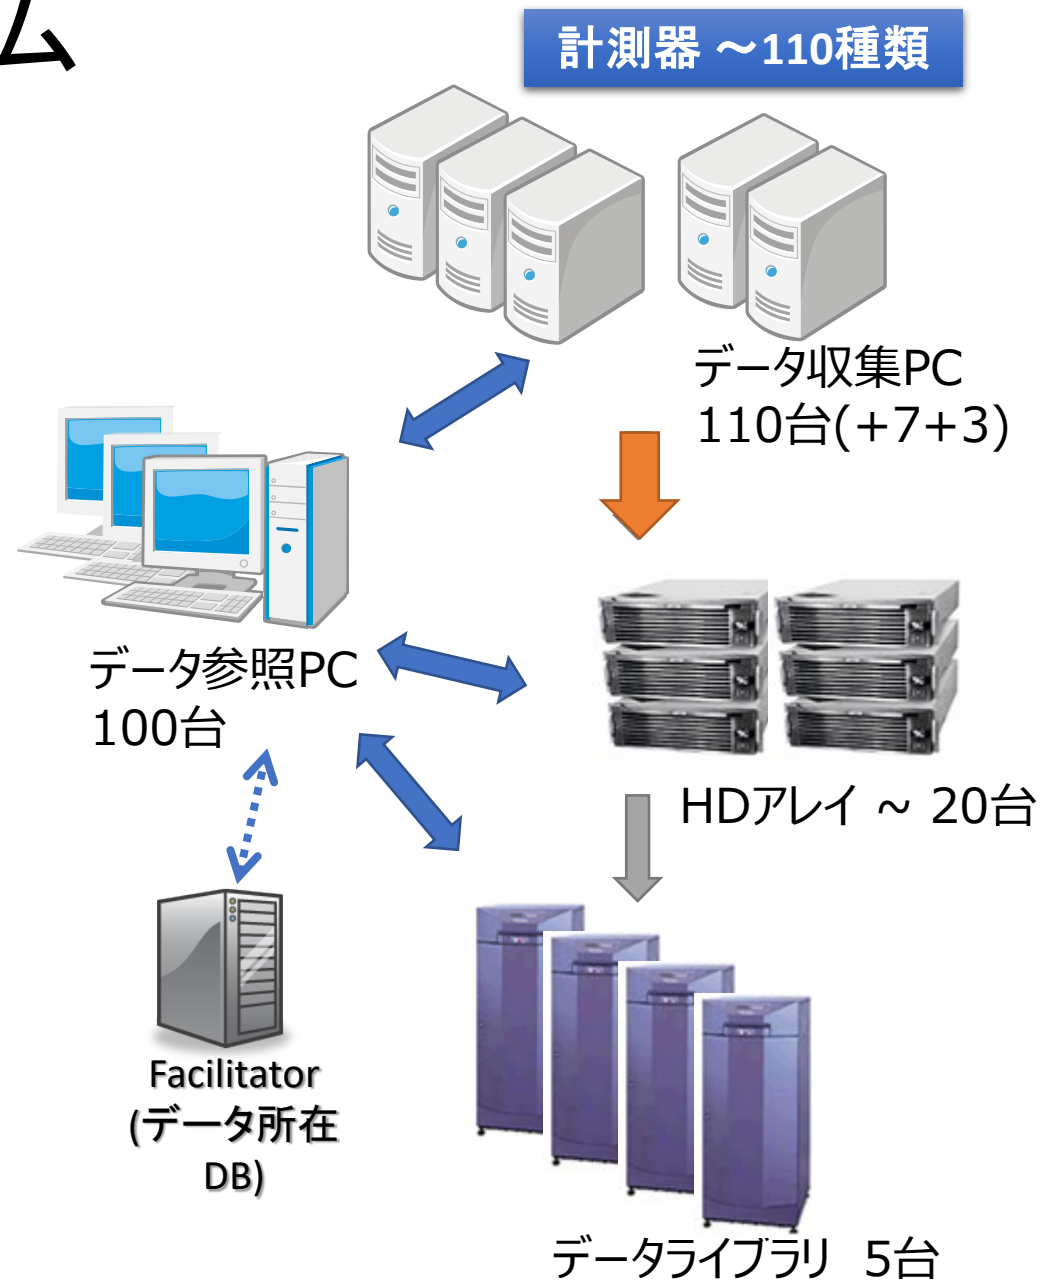 ム
計測器 ～110種類
データ収集PC
110台(+7+3)
データ参照PC
100台
HDアレイ ~ 20台
Facilitator
(データ所在
DB)
データライブラリ 5台